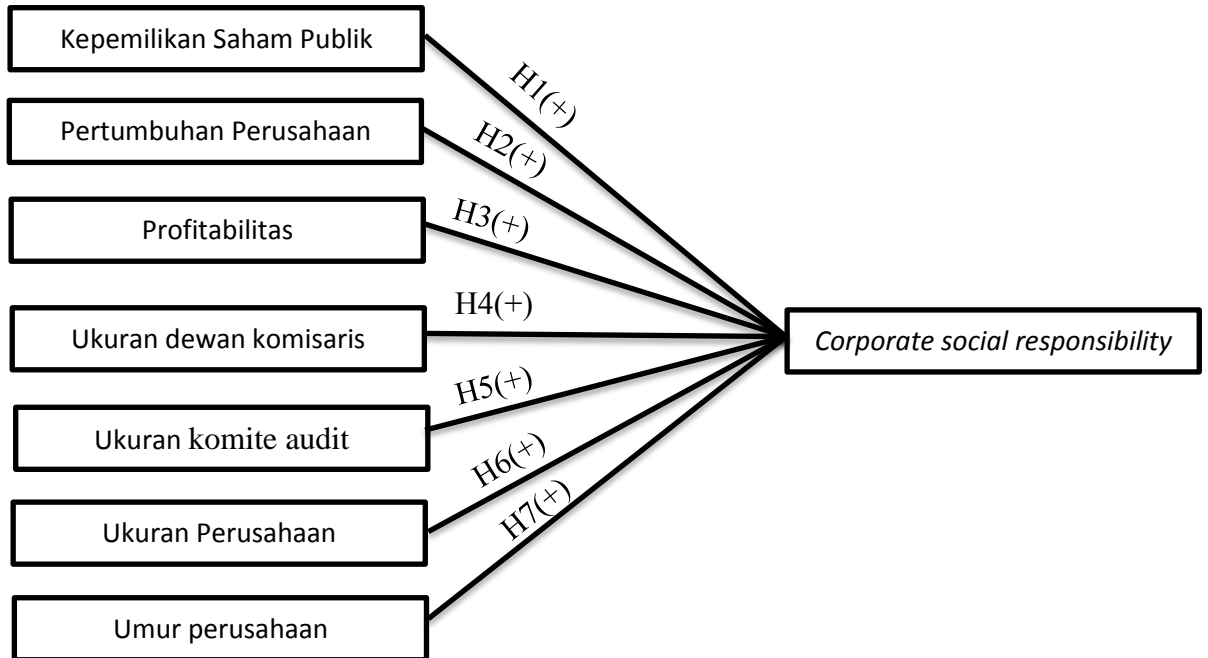 Kepemilikan Saham Publik
H1(+)
Pertumbuhan Perusahaan
H2(+)
Profitabilitas
H3(+)
Ukuran dewan komisaris
H4(+)
Corporate social responsibility
Ukuran komite audit
H5(+)
Ukuran Perusahaan
H6(+)
Umur perusahaan
H7(+)